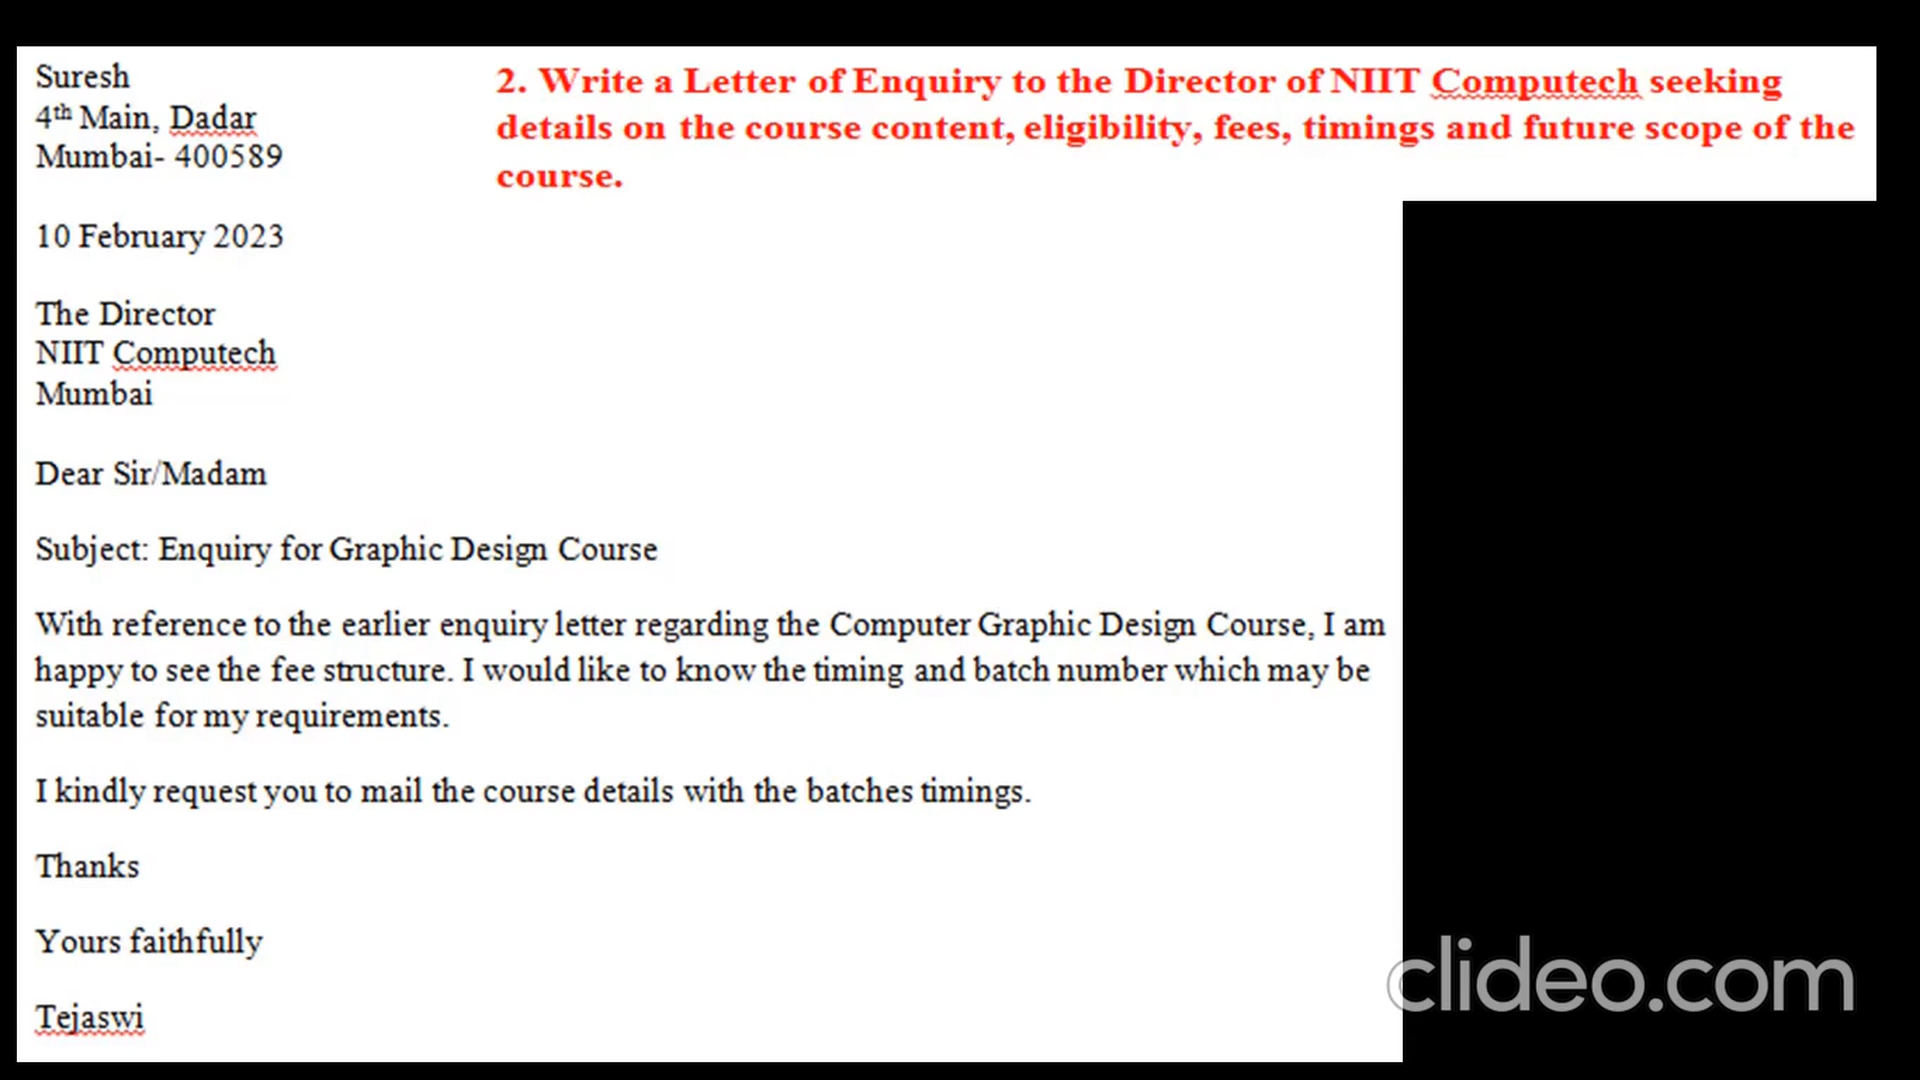 Suresh
4th Main, Dadar
Mumbai- 400589
2. Write a Letter of Enquiry to the Director of NIIT Computech seeking
details on the course content, eligibility, fees, timings and future scope of the
course.
10 February 2023
The Director
NIIT Computech
Mumbai
Dear Sir/Madam
Subject: Enquiry for Graphic Design Course
With reference to the earlier enquiry letter regarding the Computer Graphic Design Course, I am
happy to see the fee structure. I would like to know the timing and batch number which may be
suitable for my requirements.
I kindly request you to mail the course details with the batches timings.
Thanks
Yours faithfully
Tejaswi
clideo.com